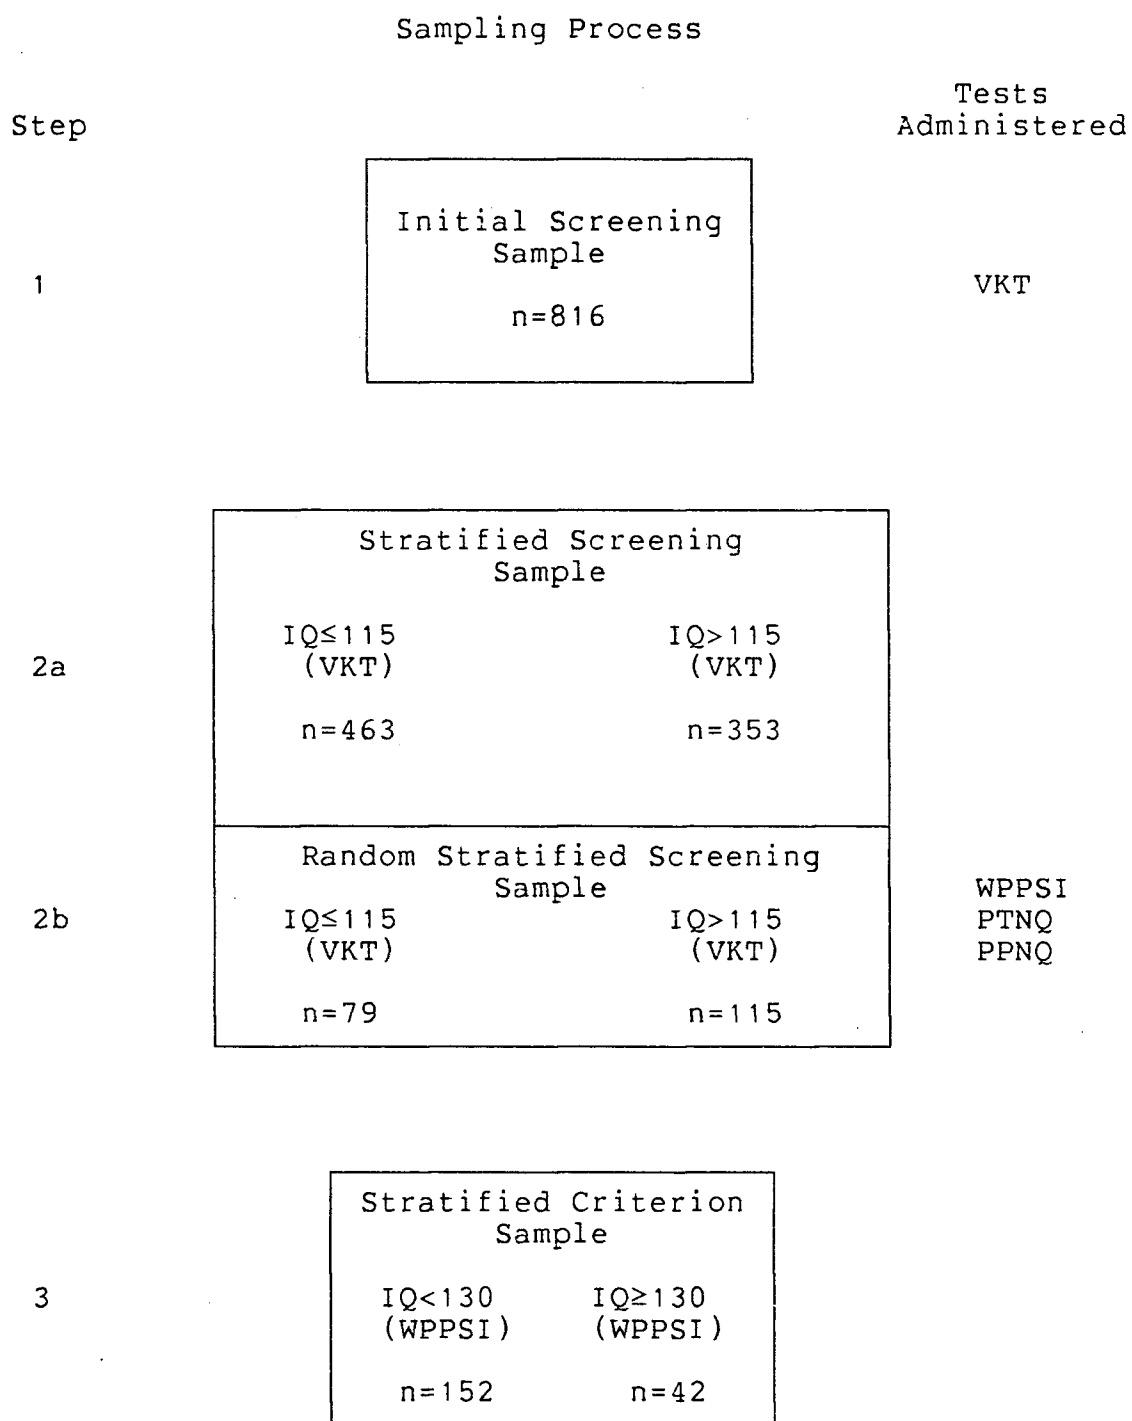 Sampling Process
Step
Tests
Administered
Initial Screening
Sample
1
VKT
n=816
Stratified Screening
Sample
IQ≤115 IQ>115
2a
(VKT) (VKT)
n=463 n=353
Random Stratified Screening
Sample
WPPSI
2b
IQ≤115 IQ>115
PTNQ
(VKT) (VKT)
PPNQ
n=79 n=115
Stratified Criterion
Sample
3
IQ<130 IQ≥130
(WPPSI) (WPPSI)
n=152 n=42